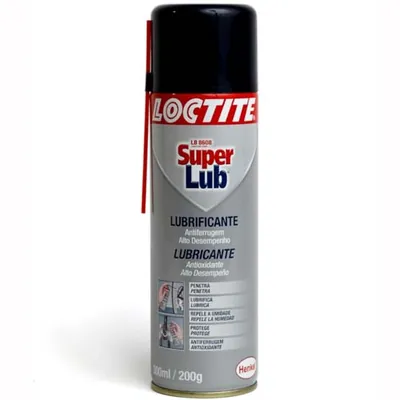 LOCTITE
LB 8608
Super
Lub®
LUBRIFICANTE
Antiferrugem
Alto Desempenho
LUBRICANTE
Antioxidante
Alto Desempeño
PENETRA
PENETRA
LUBRIFICA
LUBRICA
REPELE A UMIDADE
REPELE LA HUMEDAD
PROTEGE
PROTEGE
ANTIFERRUGEM
ANTIOXIDANTE
300ml / 200g
Henkel